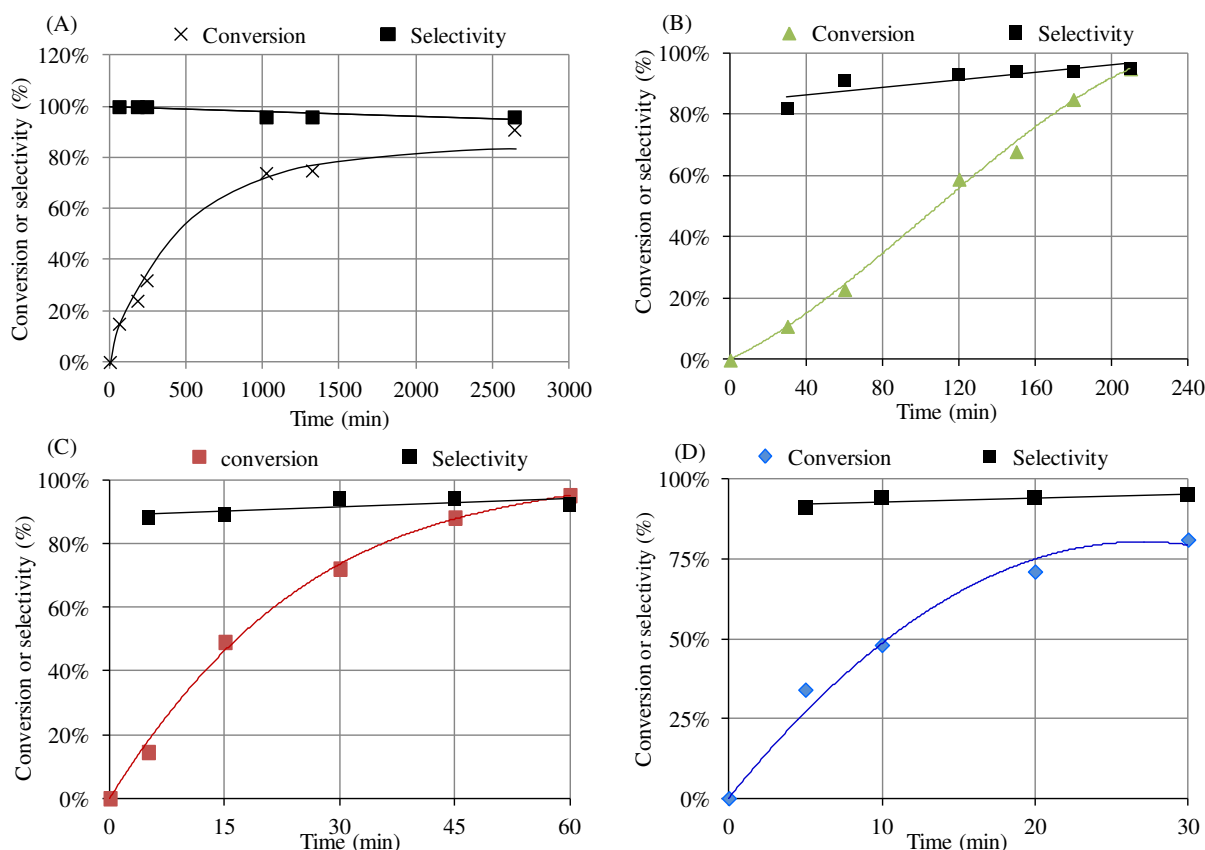 (A)
Conversion Selectivity
120%
100%
80%
60%
40%
20%
0%
Conversion or selectivity (%)
0 500 1000 1500 2000 2500 3000
Time (min)
(B)
Conversion Selectivity
100%
80%
60%
40%
20%
0%
Conversion or selectivity (%)
0 40 80 120 160 200 240
Time (min)
(C)
conversion Selectivity
100%
80%
60%
40%
20%
0%
Conversion or selectivity (%)
0 15 30 45 60
Time (min)
(D)
Conversion Selectivity
100%
75%
50%
25%
0%
Conversion or selectivity (%)
0 10 20 30
Time (min)